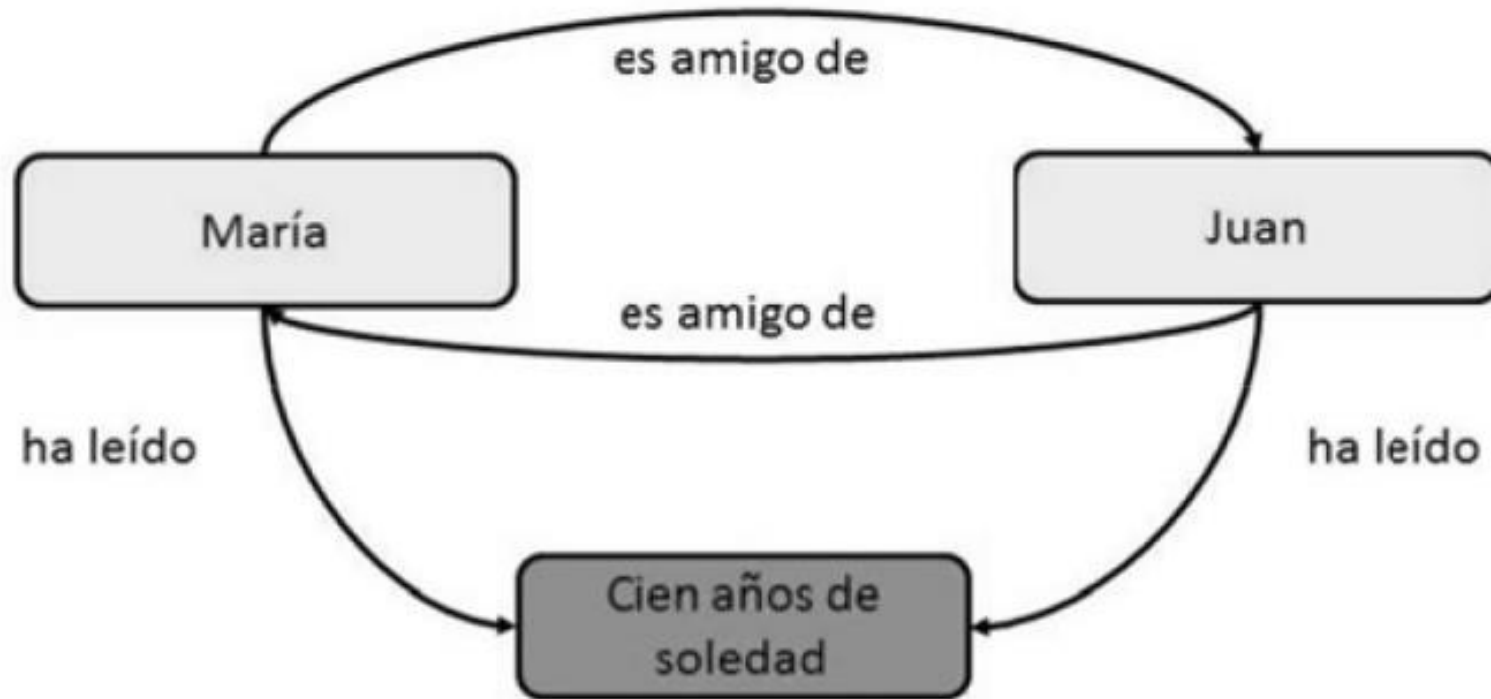 es amigo de
María
Juan
es amigo de
ha leído
ha leído
Cien años de
soledad